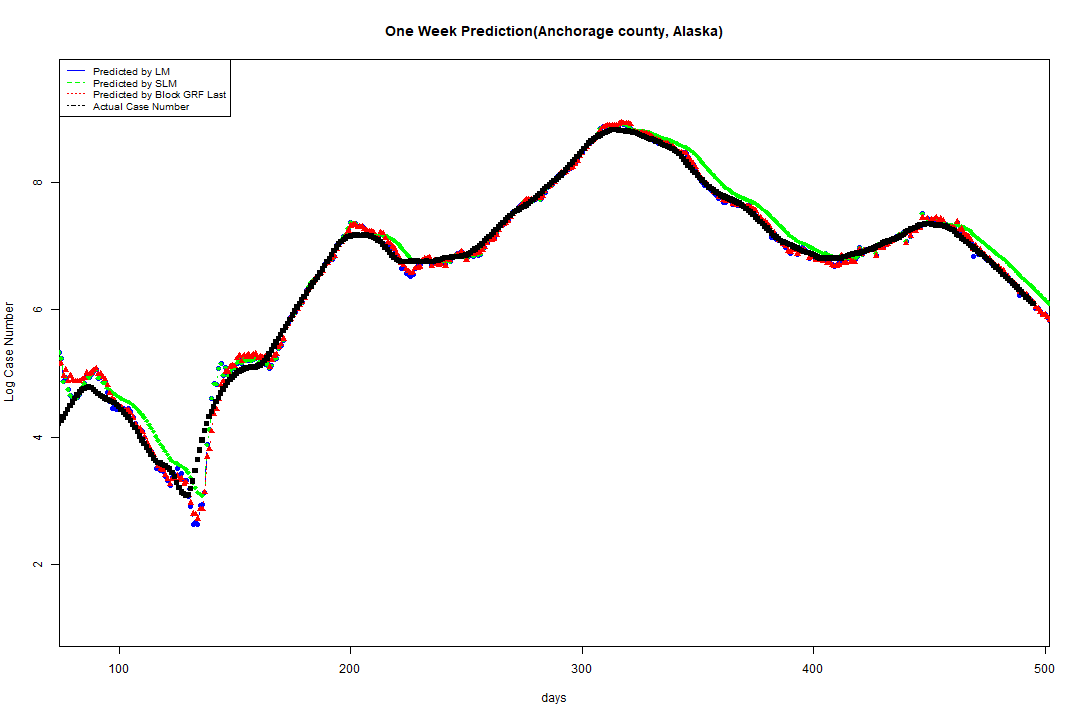 One Week Prediction(Anchorage county, Alaska)
Predicted by LM
Predicted by SLM
Predicted by Block GRF Last
Actual Case Number
Log Case Number
8
6
4
2
100 200 300 400 500
days